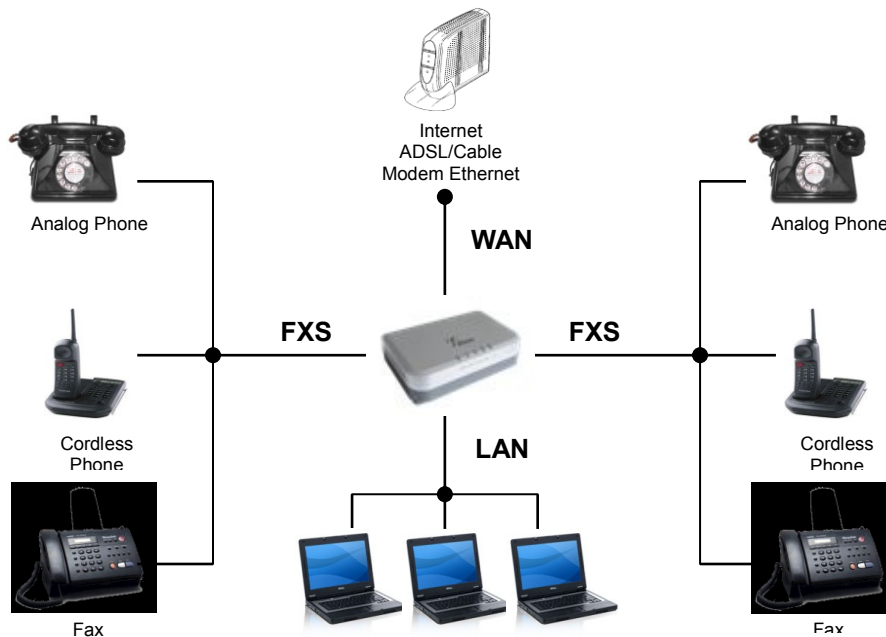 Internet
ADSL/Cable
Modem Ethernet
Analog Phone
Analog Phone
WAN
FXS
FXS
Cordless
Phone
Cordless
Phone
LAN
Fax
Fax